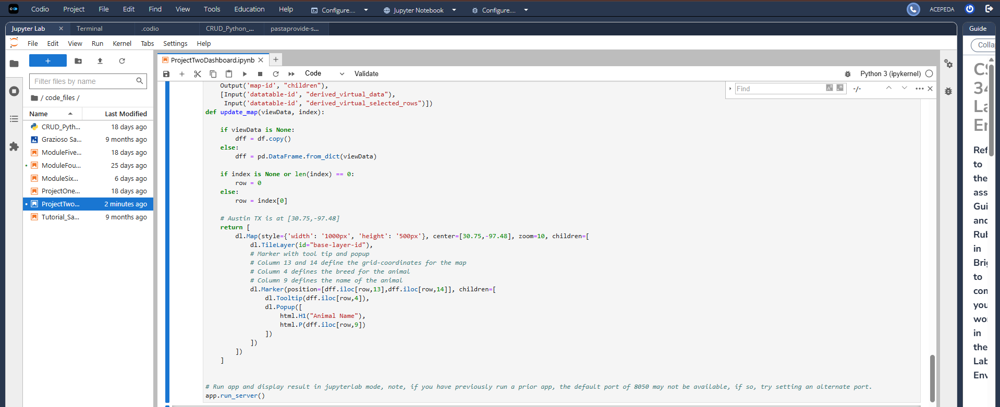 Codio Project File Edit Find View Tools Education Help Configure.... Jupyter Notebook Configure.... ACEPEDA
Jupyter Lab Terminal .codio CRUD_Python_... pastaprovide-s... Guide
File Edit View Run Kernel Tabs Settings Help
Filter files by name
/ code_files /
Name Last Modified
CRUD_Pyth... 18 days ago
Grazioso Sa... 9 months ago
ModuleFive... 18 days ago
ModuleFou... 25 days ago
ModuleSix... 6 days ago
ProjectOne... 18 days ago
ProjectTwo... 2 minutes ago
Tutorial_Sa... 9 months ago
ProjectTwoDashboard.ipynb
Code Validate Python 3 (ipykernel)
Find -/-
Output('map-id', "children"),
[Input('datatable-id', "derived_virtual_data"),
Input('datatable-id', "derived_virtual_selected_rows")])
def update_map(viewData, index):
if viewData is None:
dff = df.copy()
else:
dff = pd.DataFrame.from_dict(viewData)
if index is None or len(index) == 0:
row = 0
else:
row = index[0]
# Austin TX is at [30.75,-97.48]
return [
dl.Map(style={'width': '1000px', 'height': '500px'}, center=[30.75,-97.48], zoom=10, children=[
dl.TileLayer(id="base-layer-id"),
# Marker with tool tip and popup
# Column 13 and 14 define the grid-coordinates for the map
# Column 4 defines the breed for the animal
# Column 9 defines the name of the animal
dl.Marker(position=[dff.iloc[row,13],dff.iloc[row,14]], children=[
dl.Tooltip(dff.iloc[row,4]),
dl.Popup([
html.H1("Animal Name"),
html.P(dff.iloc[row,9])
])
])
])
]
# Run app and display result in jupyterlab mode, note, if you have previously run a prior app, the default port of 8050 may not be available, if so, try setting an alternate port.
app.run_server()
Colla
CS
34
La
En
Ref
to
the
ass
Gui
and
Rub
in
Brig
to
com
you
wo
in
the
Lab
Env